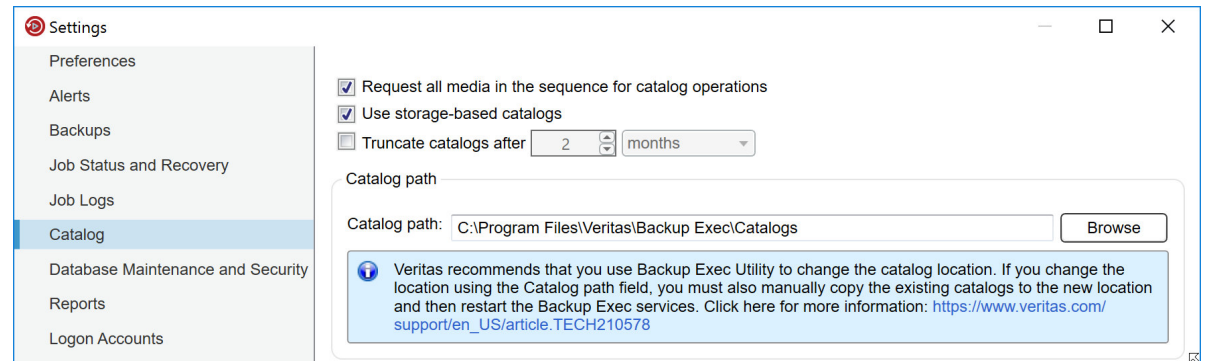 Settings
Preferences
Alerts
Backups
Job Status and Recovery
Job Logs
Catalog
Database Maintenance and Security
Reports
Logon Accounts
Request all media in the sequence for catalog operations
Use storage-based catalogs
Truncate catalogs after 2 months
Catalog path
Catalog path: C:\Program Files\Veritas\Backup Exec\Catalogs Browse
Veritas recommends that you use Backup Exec Utility to change the catalog location. If you change the
location using the Catalog path field, you must also manually copy the existing catalogs to the new location
and then restart the Backup Exec services. Click here for more information: https://www.veritas.com/
support/en_US/article.TECH210578